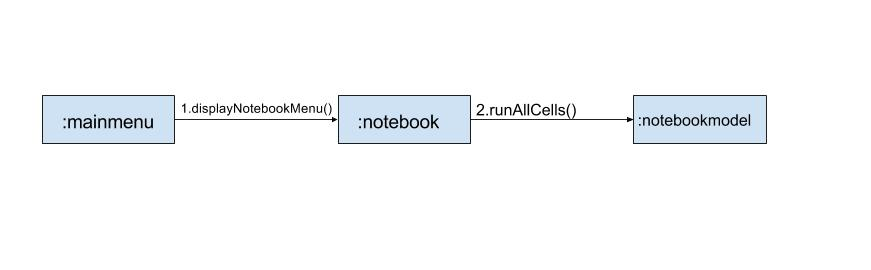 :mainmenu
1.displayNotebookMenu()
:notebook
2.runAllCells()
:notebookmodel